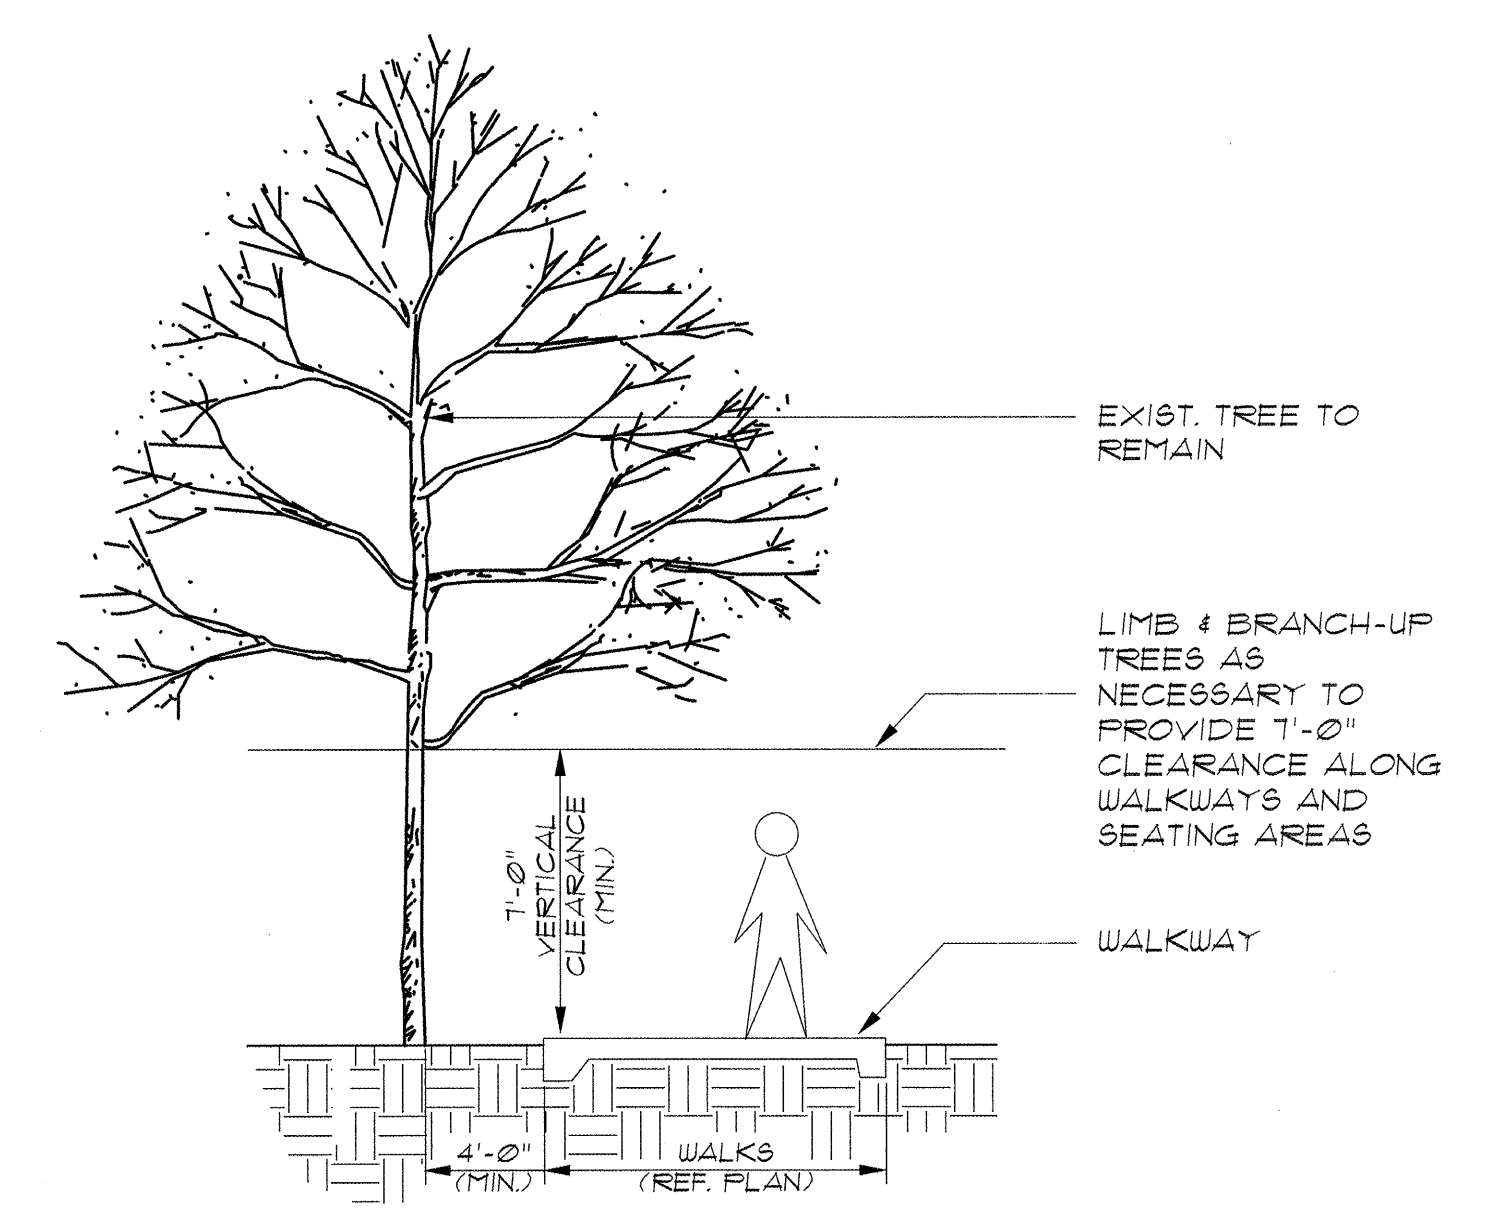 EXIST. TREE TO
REMAIN
LIMB & BRANCH-UP
TREES AS
NECESSARY TO
PROVIDE 7'-0"
CLEARANCE ALONG
WALKWAYS AND
SEATING AREAS
7'-0"
VERTICAL
CLEARANCE
(MIN.)
WALKWAY
4'-0"
(MIN.)
WALKS
(REF. PLAN)